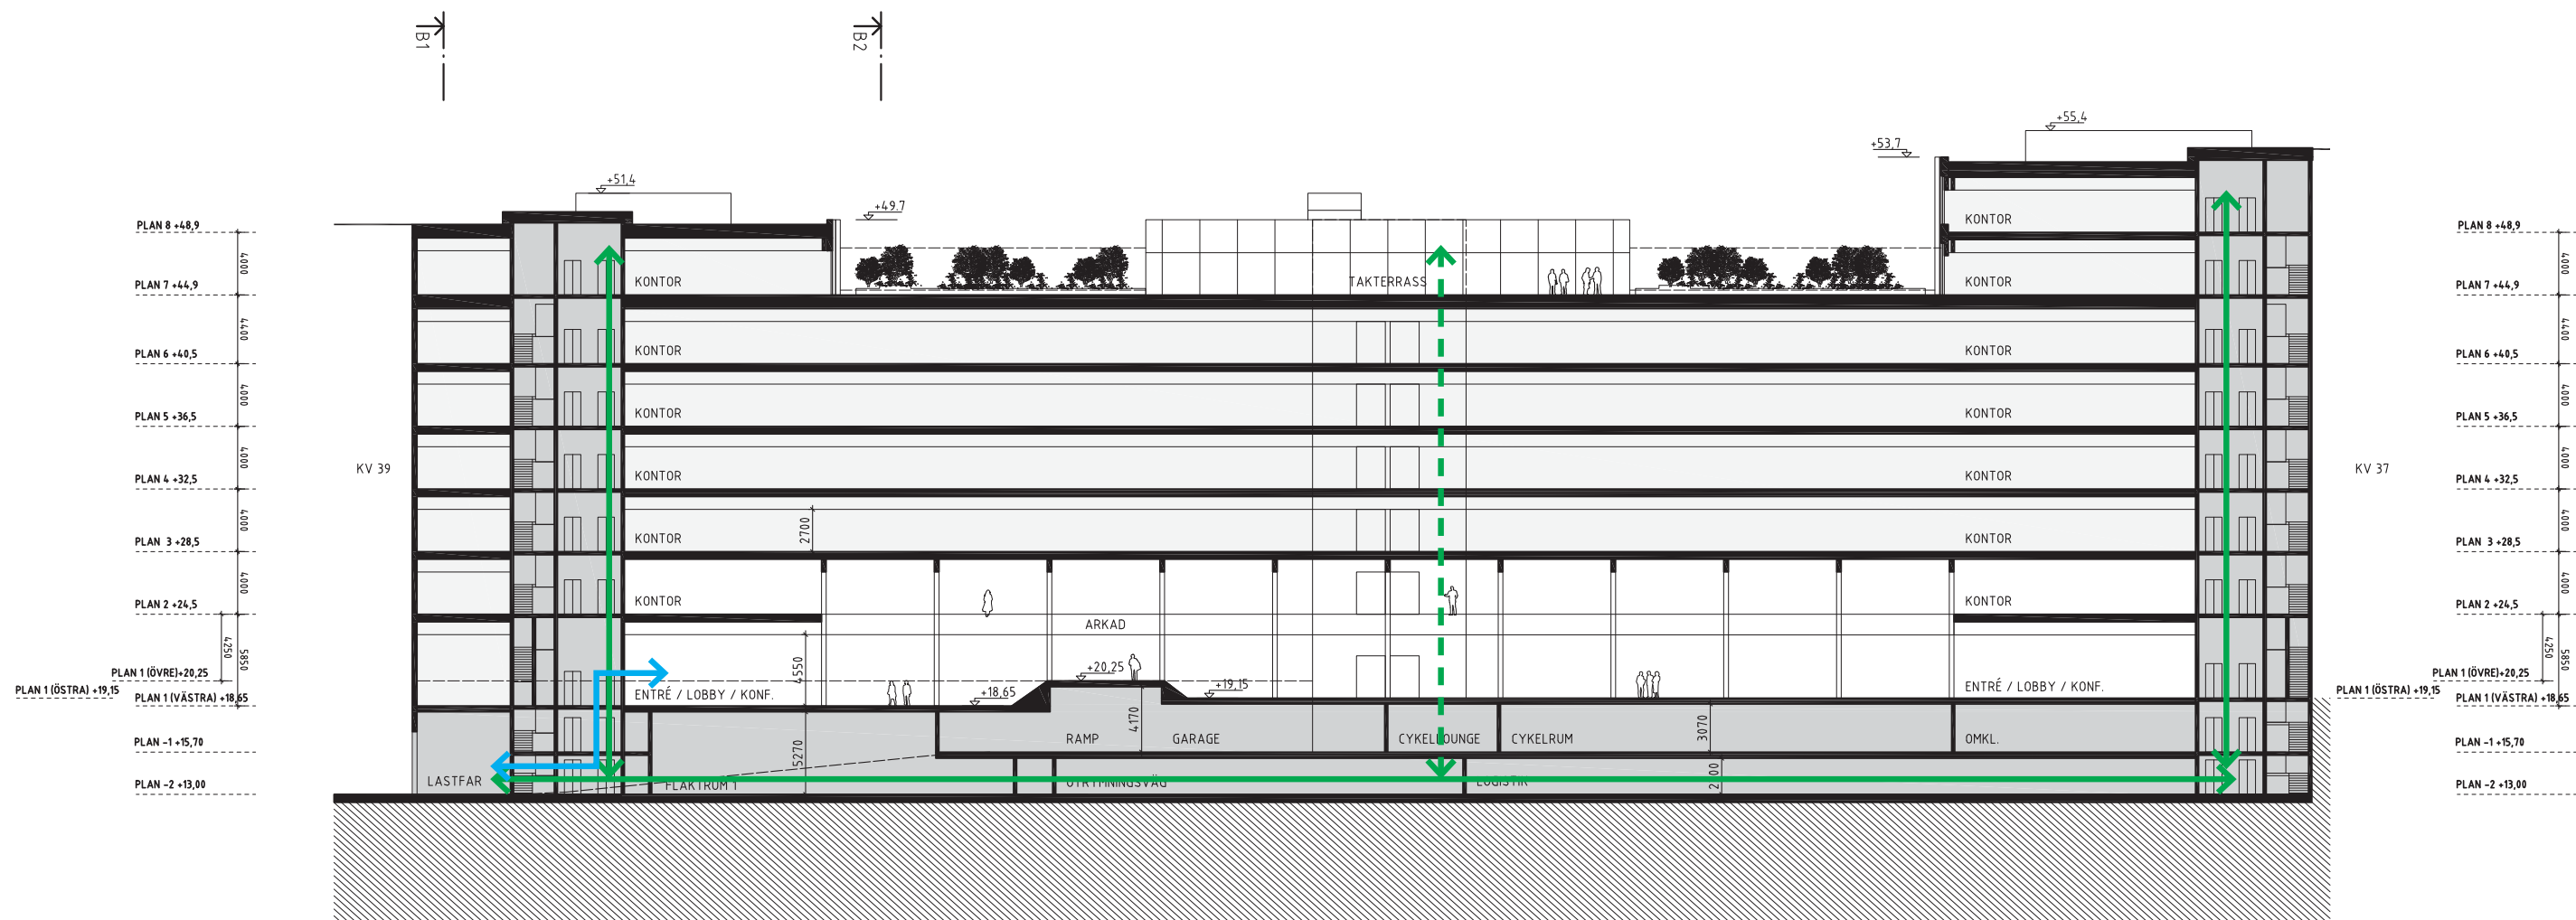 B1
B2
+55,4
+53,7
+51,4
+49.7
PLAN 8 +48,9
KONTOR
PLAN 8 +48,9
4000
KONTOR
TAKTERRASS
KONTOR
4000
PLAN 7 +44,9
PLAN 7 +44,9
4400
KONTOR
KONTOR
4400
PLAN 6 +40,5
PLAN 6 +40,5
4000
KONTOR
KONTOR
4000
PLAN 5 +36,5
PLAN 5 +36,5
4000
KV 39
KONTOR
KONTOR
KV 37
4000
PLAN 4 +32,5
PLAN 4 +32,5
4000
KONTOR
2700
KONTOR
4000
PLAN 3 +28,5
PLAN 3 +28,5
4000
KONTOR
KONTOR
4000
PLAN 2 +24,5
PLAN 2 +24,5
4250
5850
ARKAD
4250
5850
4550
+20,25
PLAN 1 (ÖVRE)+20,25
PLAN 1 (ÖVRE)+20,25
PLAN 1 (ÖSTRA) +19,15
PLAN 1 (VÄSTRA) +18,65
ENTRÉ / LOBBY / KONF.
+18,65
+19,15
ENTRÉ / LOBBY / KONF.
PLAN 1 (ÖSTRA) +19,15
PLAN 1 (VÄSTRA) +18,65
PLAN -1 +15,70
5270
RAMP
4170
GARAGE
CYKELLOUNGE
CYKELRUM
3070
OMKL.
PLAN -1 +15,70
PLAN -2 +13,00
LASTFAR
FLÄKTRUM 1
UTRYMNINGSVÄG
LOGISTIK
PLAN -2 +13,00